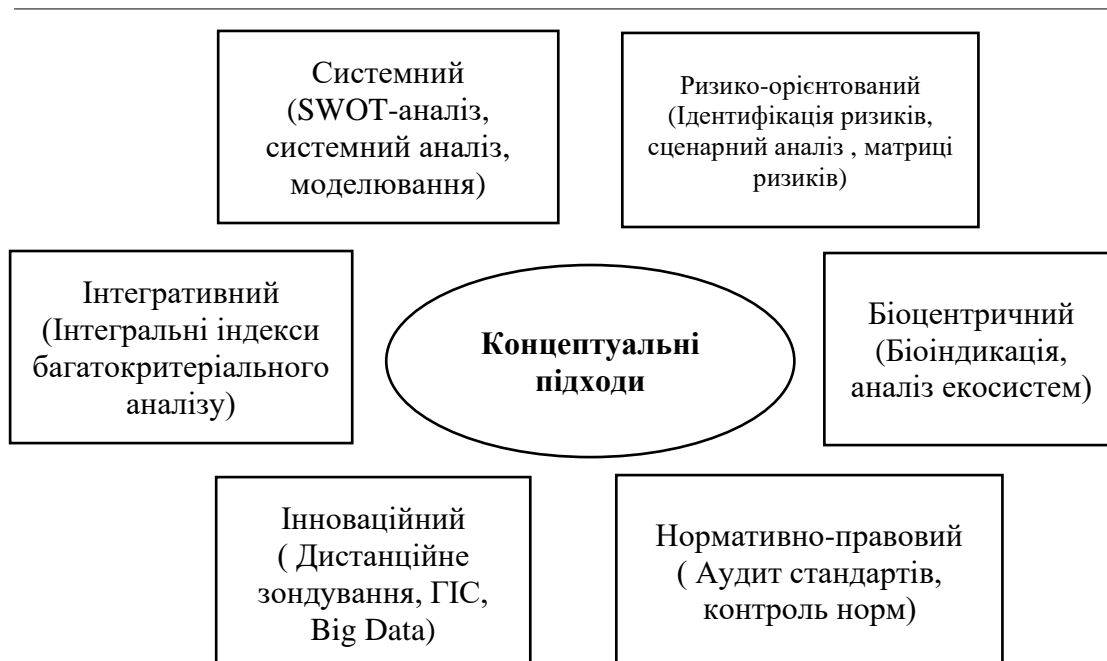 Системний
(SWOT-аналіз,
системний аналіз,
моделювання)
Ризико-орієнтований
(Ідентифікація ризиків,
сценарний аналіз , матриці
ризиків)
Інтегративний
(Інтегральні індекси
багатокритеріального
аналізу)
Концептуальні
підходи
Біоцентричний
(Біоіндикація,
аналіз екосистем)
Інноваційний
( Дистанційне
зондування, ГІС,
Big Data)
Нормативно-правовий
( Аудит стандартів,
контроль норм)